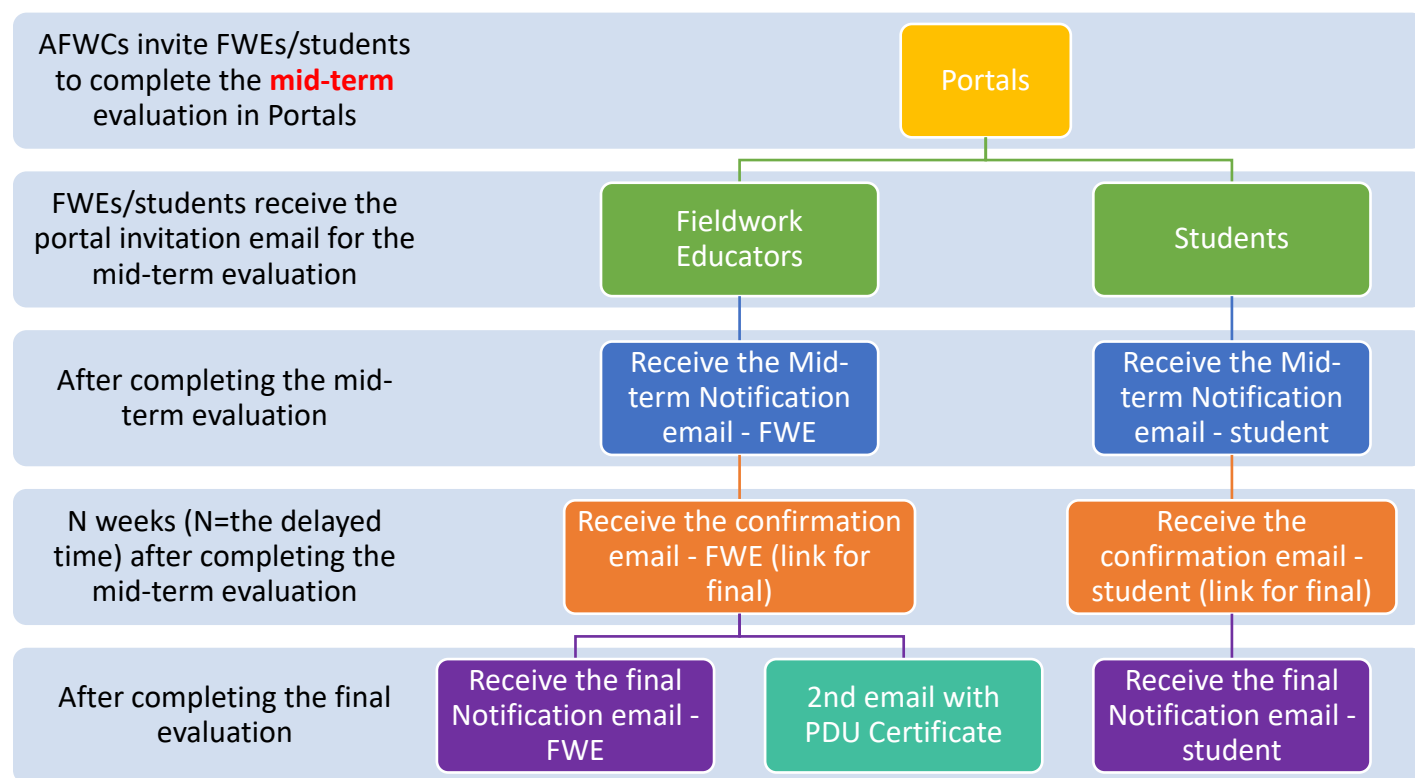 AFWCs invite FWEs/students
to complete the mid-term
evaluation in Portals
Portals
FWEs/students receive the
portal invitation email for the
mid-term evaluation
Fieldwork
Educators
Students
After completing the mid-
term evaluation
Receive the Mid-
term Notification
email - FWE
Receive the Mid-
term Notification
email - student
N weeks (N=the delayed
time) after completing the
mid-term evaluation
Receive the confirmation
email - FWE (link for
final)
Receive the
confirmation email -
student (link for final)
After completing the final
evaluation
Receive the final
Notification email -
FWE
2nd email with
PDU Certificate
Receive the final
Notification email -
student